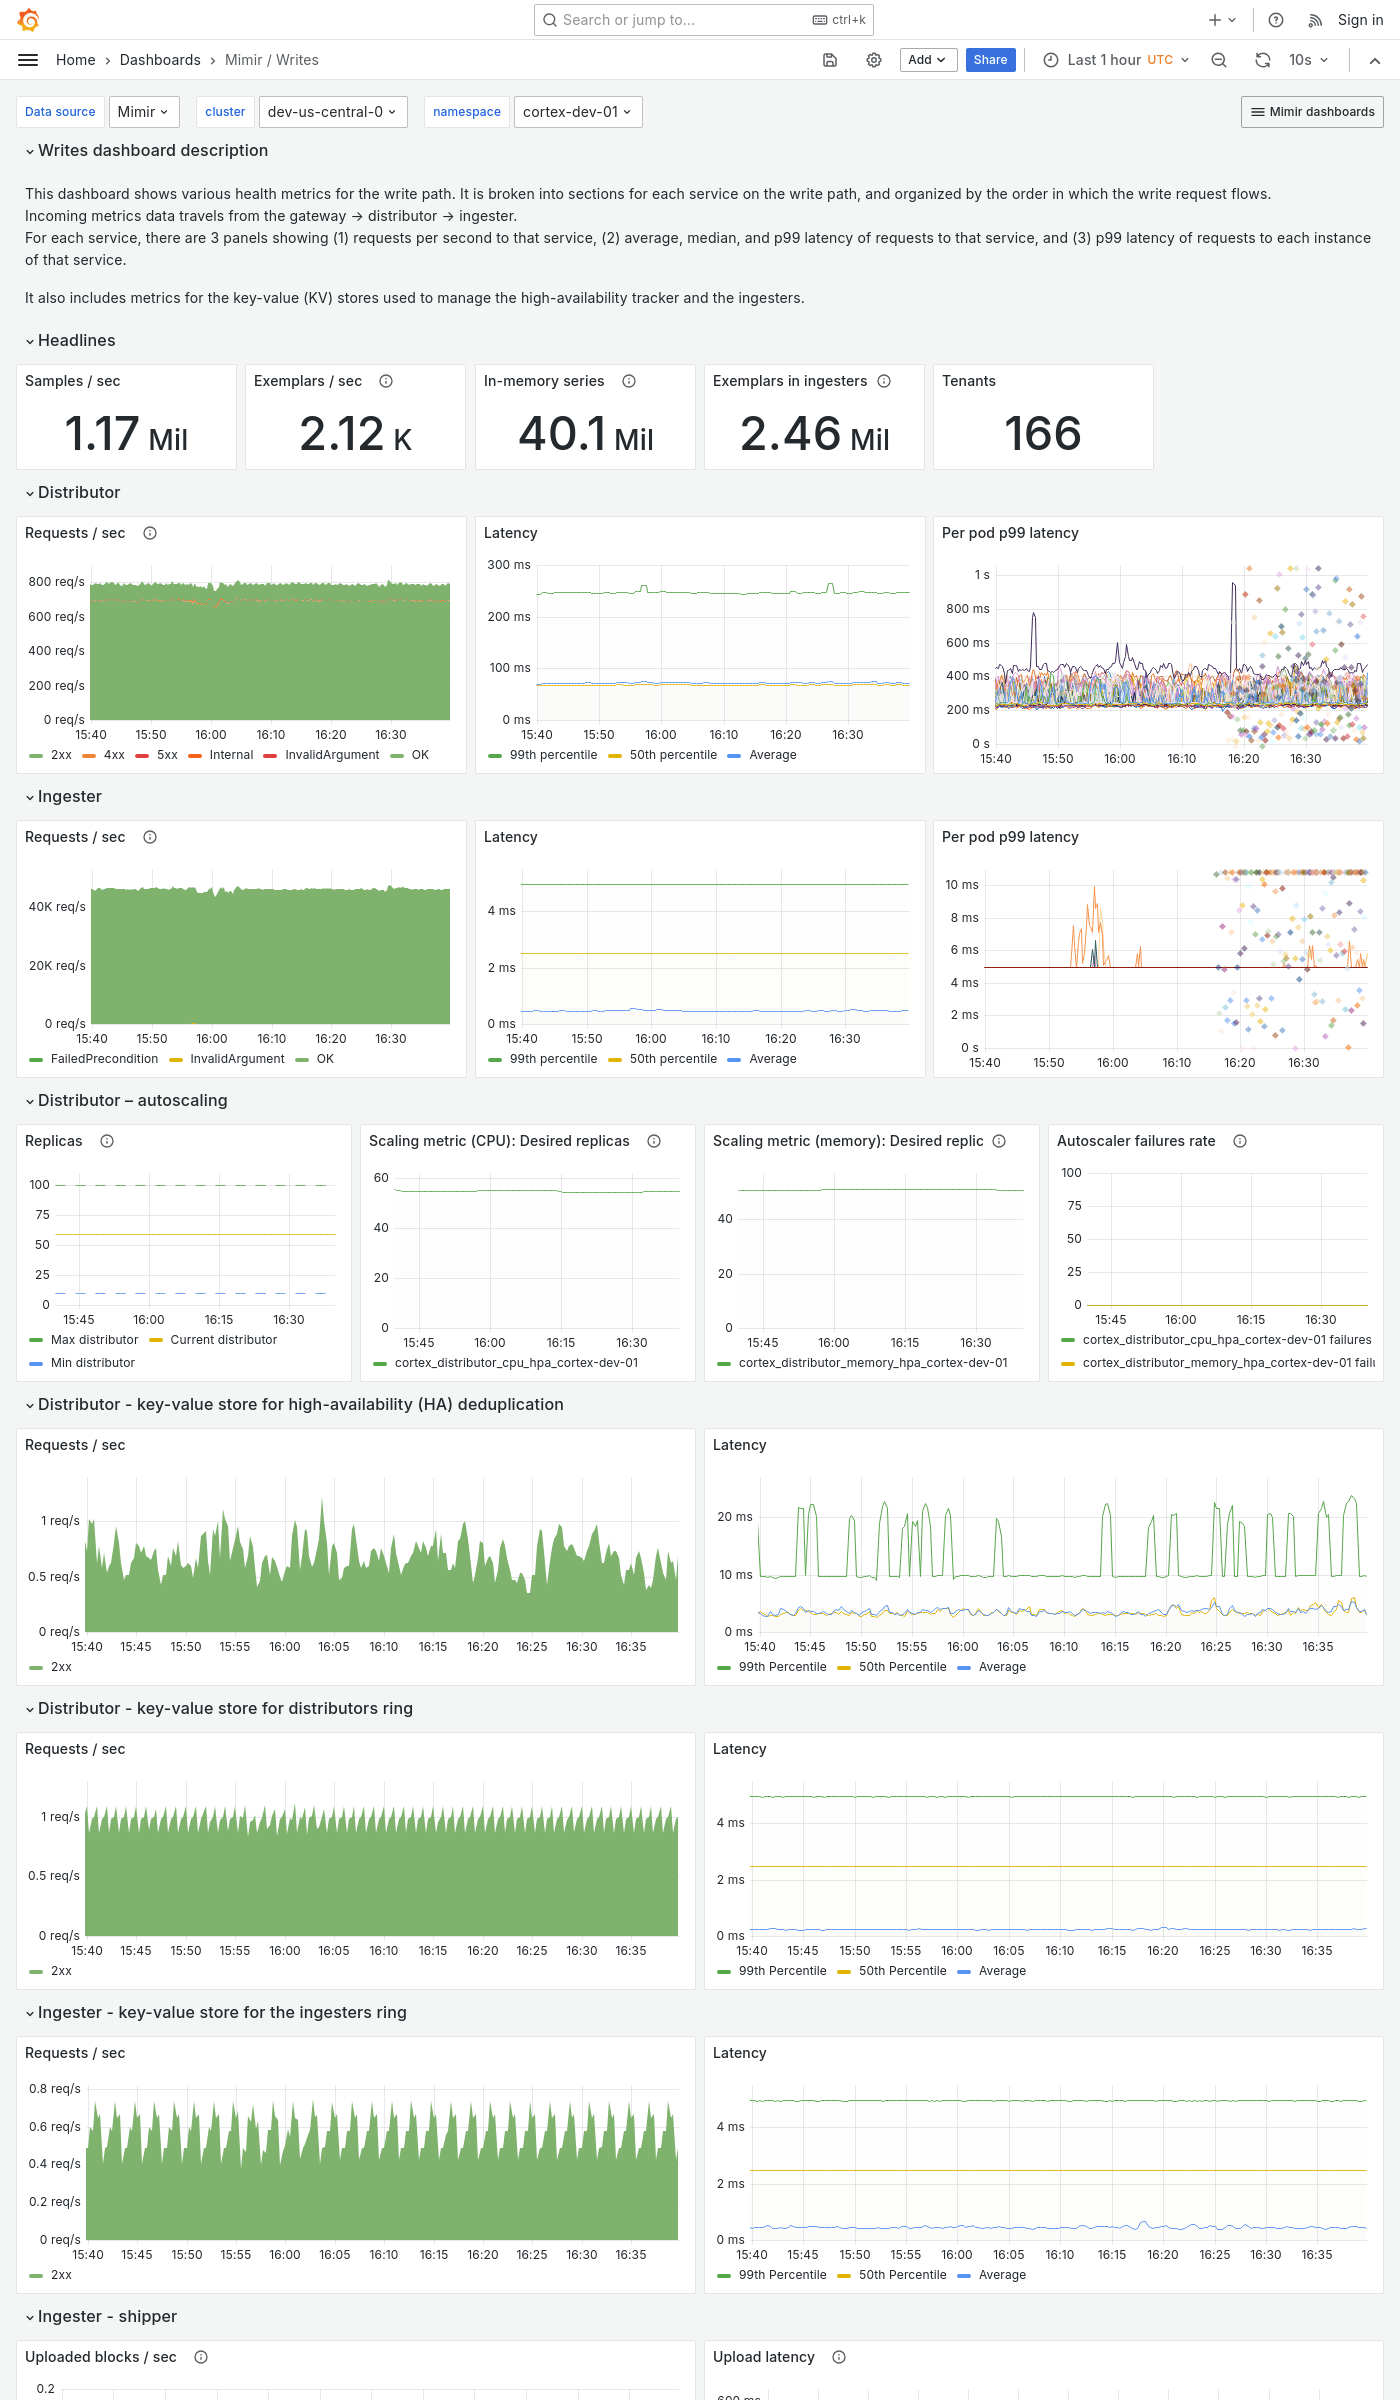 Search or jump to...
ctrl+k
Sign in
Home > Dashboards > Mimir / Writes
Add
Share
Last 1 hour UTC
10s
Data source
Mimir
cluster
dev-us-central-0
namespace
cortex-dev-01
Mimir dashboards
Writes dashboard description
This dashboard shows various health metrics for the write path. It is broken into sections for each service on the write path, and organized by the order in which the write request flows.
Incoming metrics data travels from the gateway → distributor → ingester.
For each service, there are 3 panels showing (1) requests per second to that service, (2) average, median, and p99 latency of requests to that service, and (3) p99 latency of requests to each instance
of that service.
It also includes metrics for the key-value (KV) stores used to manage the high-availability tracker and the ingesters.
Headlines
Samples / sec
1.17 Mil
Exemplars / sec
2.12 K
In-memory series
40.1 Mil
Exemplars in ingesters
2.46 Mil
Tenants
166
Distributor
Requests / sec
800 req/s
600 req/s
400 req/s
200 req/s
0 req/s
15:40 15:50 16:00 16:10 16:20 16:30
2xx 4xx 5xx Internal InvalidArgument OK
Latency
300 ms
200 ms
100 ms
0 ms
15:40 15:50 16:00 16:10 16:20 16:30
99th percentile 50th percentile Average
Per pod p99 latency
1 s
800 ms
600 ms
400 ms
200 ms
0 s
15:40 15:50 16:00 16:10 16:20 16:30
Ingester
Requests / sec
40K req/s
20K req/s
0 req/s
15:40 15:50 16:00 16:10 16:20 16:30
FailedPrecondition InvalidArgument OK
Latency
4 ms
2 ms
0 ms
15:40 15:50 16:00 16:10 16:20 16:30
99th percentile 50th percentile Average
Per pod p99 latency
10 ms
8 ms
6 ms
4 ms
2 ms
0 s
15:40 15:50 16:00 16:10 16:20 16:30
Distributor – autoscaling
Replicas
100
75
50
25
0
15:45 16:00 16:15 16:30
Max distributor Current distributor
Min distributor
Scaling metric (CPU): Desired replicas
60
40
20
0
15:45 16:00 16:15 16:30
cortex_distributor_cpu_hpa_cortex-dev-01
Scaling metric (memory): Desired replic
40
20
0
15:45 16:00 16:15 16:30
cortex_distributor_memory_hpa_cortex-dev-01
Autoscaler failures rate
100
75
50
25
0
15:45 16:00 16:15 16:30
cortex_distributor_cpu_hpa_cortex-dev-01 failures
cortex_distributor_memory_hpa_cortex-dev-01 failu
Distributor - key-value store for high-availability (HA) deduplication
Requests / sec
1 req/s
0.5 req/s
0 req/s
15:40 15:45 15:50 15:55 16:00 16:05 16:10 16:15 16:20 16:25 16:30 16:35
2xx
Latency
20 ms
10 ms
0 ms
15:40 15:45 15:50 15:55 16:00 16:05 16:10 16:15 16:20 16:25 16:30 16:35
99th Percentile 50th Percentile Average
Distributor - key-value store for distributors ring
Requests / sec
1 req/s
0.5 req/s
0 req/s
15:40 15:45 15:50 15:55 16:00 16:05 16:10 16:15 16:20 16:25 16:30 16:35
2xx
Latency
4 ms
2 ms
0 ms
15:40 15:45 15:50 15:55 16:00 16:05 16:10 16:15 16:20 16:25 16:30 16:35
99th Percentile 50th Percentile Average
Ingester - key-value store for the ingesters ring
Requests / sec
0.8 req/s
0.6 req/s
0.4 req/s
0.2 req/s
0 req/s
15:40 15:45 15:50 15:55 16:00 16:05 16:10 16:15 16:20 16:25 16:30 16:35
2xx
Latency
4 ms
2 ms
0 ms
15:40 15:45 15:50 15:55 16:00 16:05 16:10 16:15 16:20 16:25 16:30 16:35
99th Percentile 50th Percentile Average
Ingester - shipper
Uploaded blocks / sec
0.2
Upload latency
600 ms